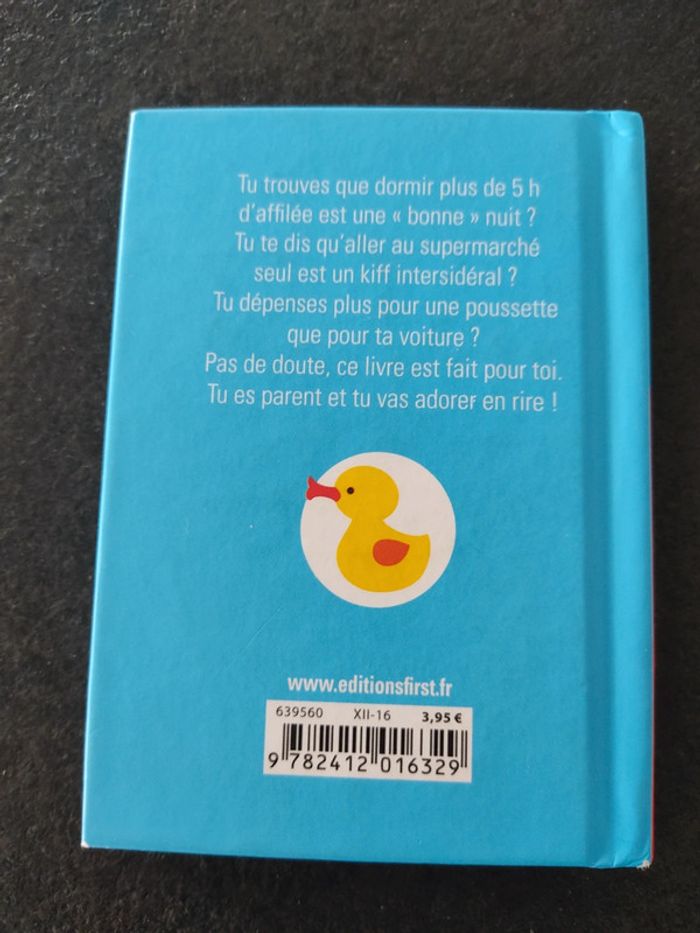 Tu trouves que dormir plus de 5 h
d'affilée est une « bonne » nuit ?
Tu te dis qu'aller au supermarché
seul est un kiff intersidéral ?
Tu dépenses plus pour une poussette
que pour ta voiture ?
Pas de doute, ce livre est fait pour toi.
Tu es parent et tu vas adorer en rire !
www.editionsfirst.fr
639560 XII-16 3,95 €
9 782412 016329